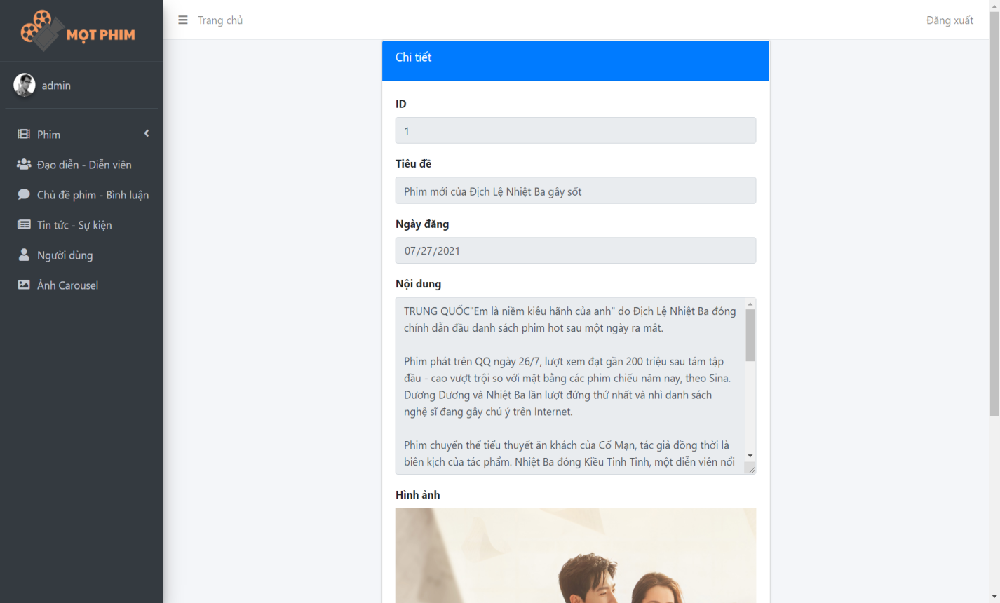 MỌT PHIM
Trang chủ
Đăng xuất
admin
Phim
Đạo diễn - Diễn viên
Chủ đề phim - Bình luận
Tin tức - Sự kiện
Người dùng
Ảnh Carousel
Chi tiết
ID
1
Tiêu đề
Phim mới của Địch Lệ Nhiệt Ba gây sốt
Ngày đăng
07/27/2021
Nội dung
TRUNG QUỐC"Em là niềm kiêu hãnh của anh" do Địch Lệ Nhiệt Ba đóng
chính dẫn đầu danh sách phim hot sau một ngày ra mắt.
Phim phát trên QQ ngày 26/7, lượt xem đạt gần 200 triệu sau tám tập
đầu - cao vượt trội so với mặt bằng các phim chiếu năm nay, theo Sina.
Dương Dương và Nhiệt Ba lần lượt đứng thứ nhất và nhì danh sách
nghệ sĩ đang gây chú ý trên Internet.
Phim chuyển thể tiểu thuyết ăn khách của Cố Mạn, tác giả đồng thời là
biên kịch của tác phẩm. Nhiệt Ba đóng Kiều Tinh Tinh, một diễn viên nổi
Hình ảnh